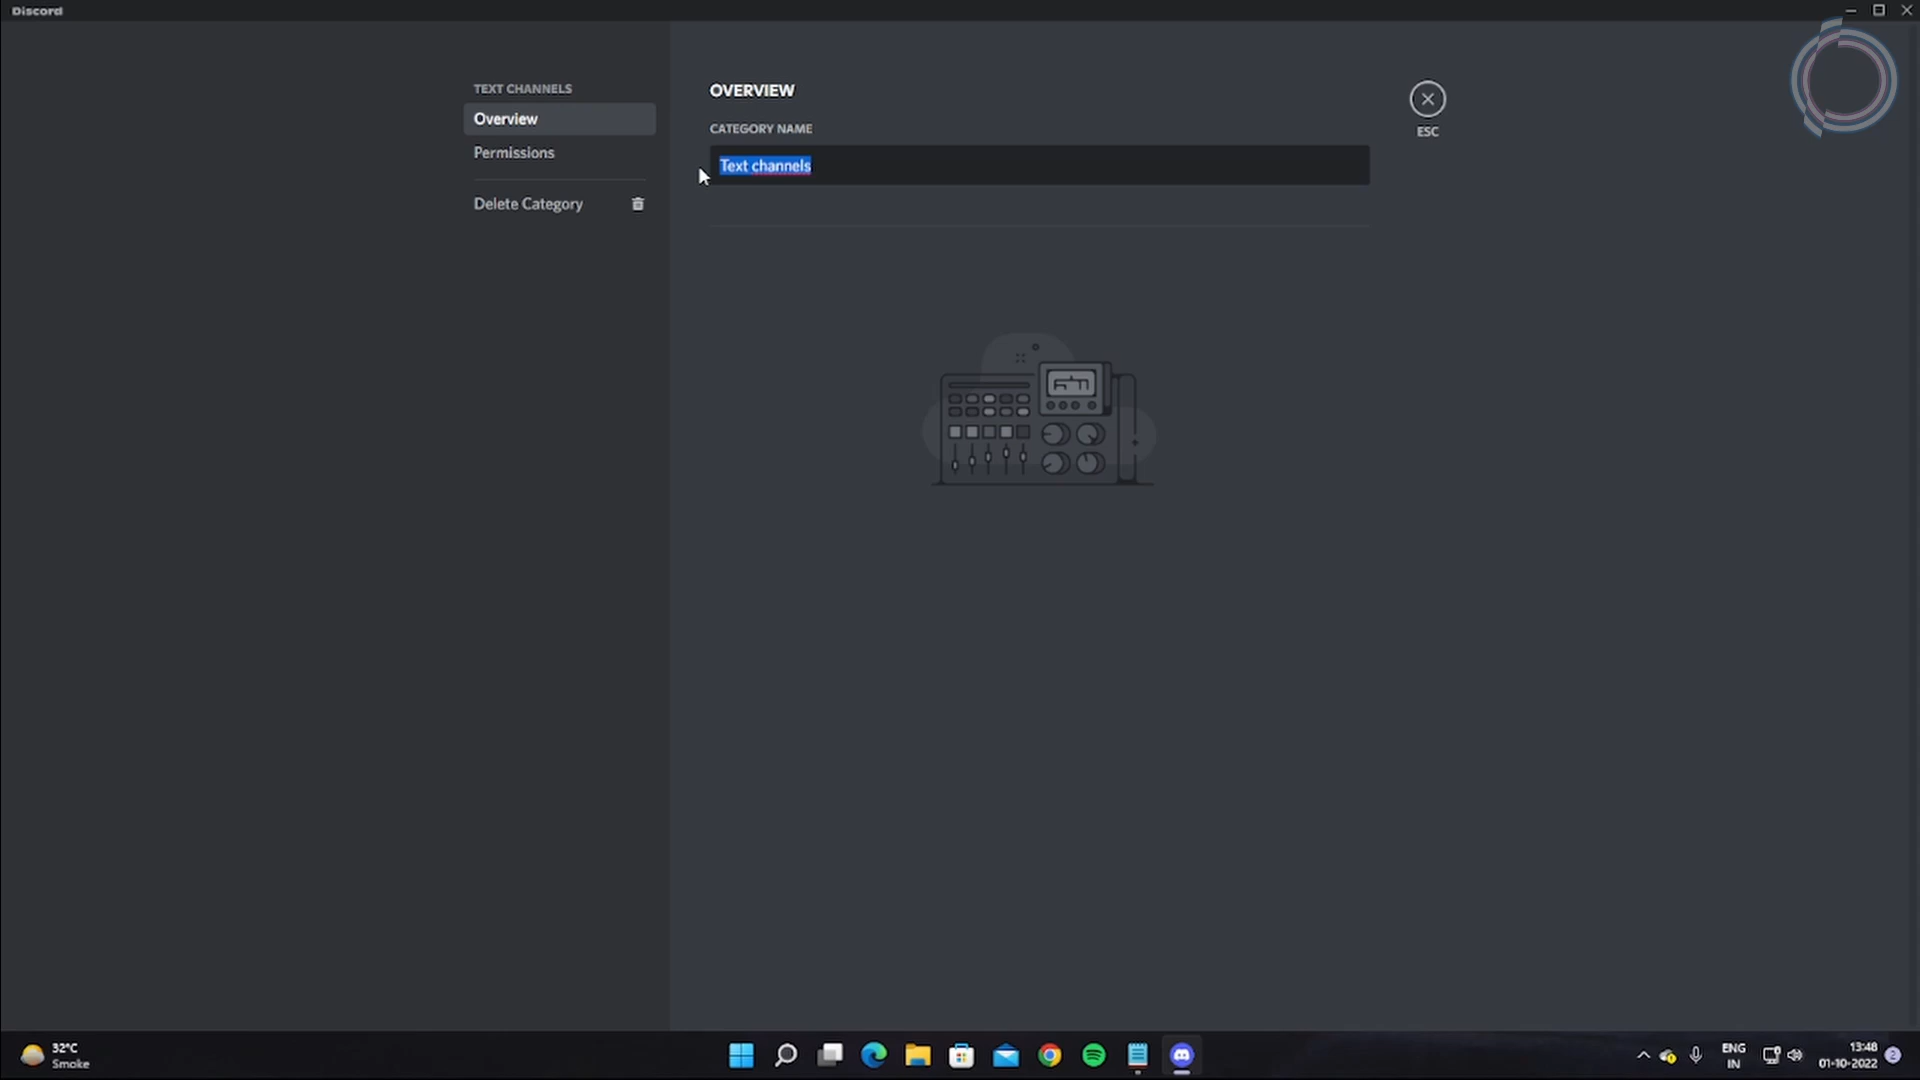 Discord
TEXT CHANNELS
Overview
Permissions
Delete Category
OVERVIEW
CATEGORY NAME
Text channels
ESC
32°C
Smoke
ENG
IN
13:48
01-10-2022
2